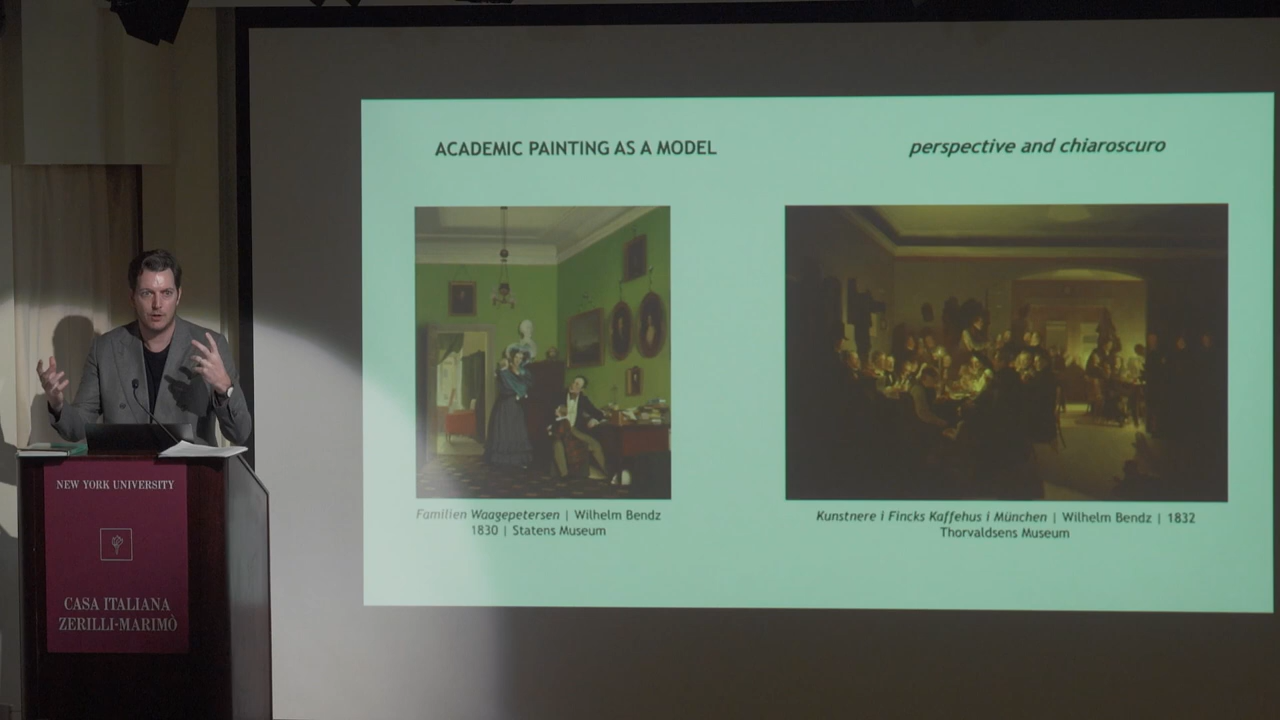 ACADEMIC PAINTING AS A MODEL
perspective and chiaroscuro
Familien Waagepetersen | Wilhelm Bendz
1830 | Statens Museum
Kunstnere i Fincks Kaffehus i München | Wilhelm Bendz | 1832
Thorvaldsens Museum
NEW YORK UNIVERSITY
CASA ITALIANA
ZERILLI-MARIMÒ